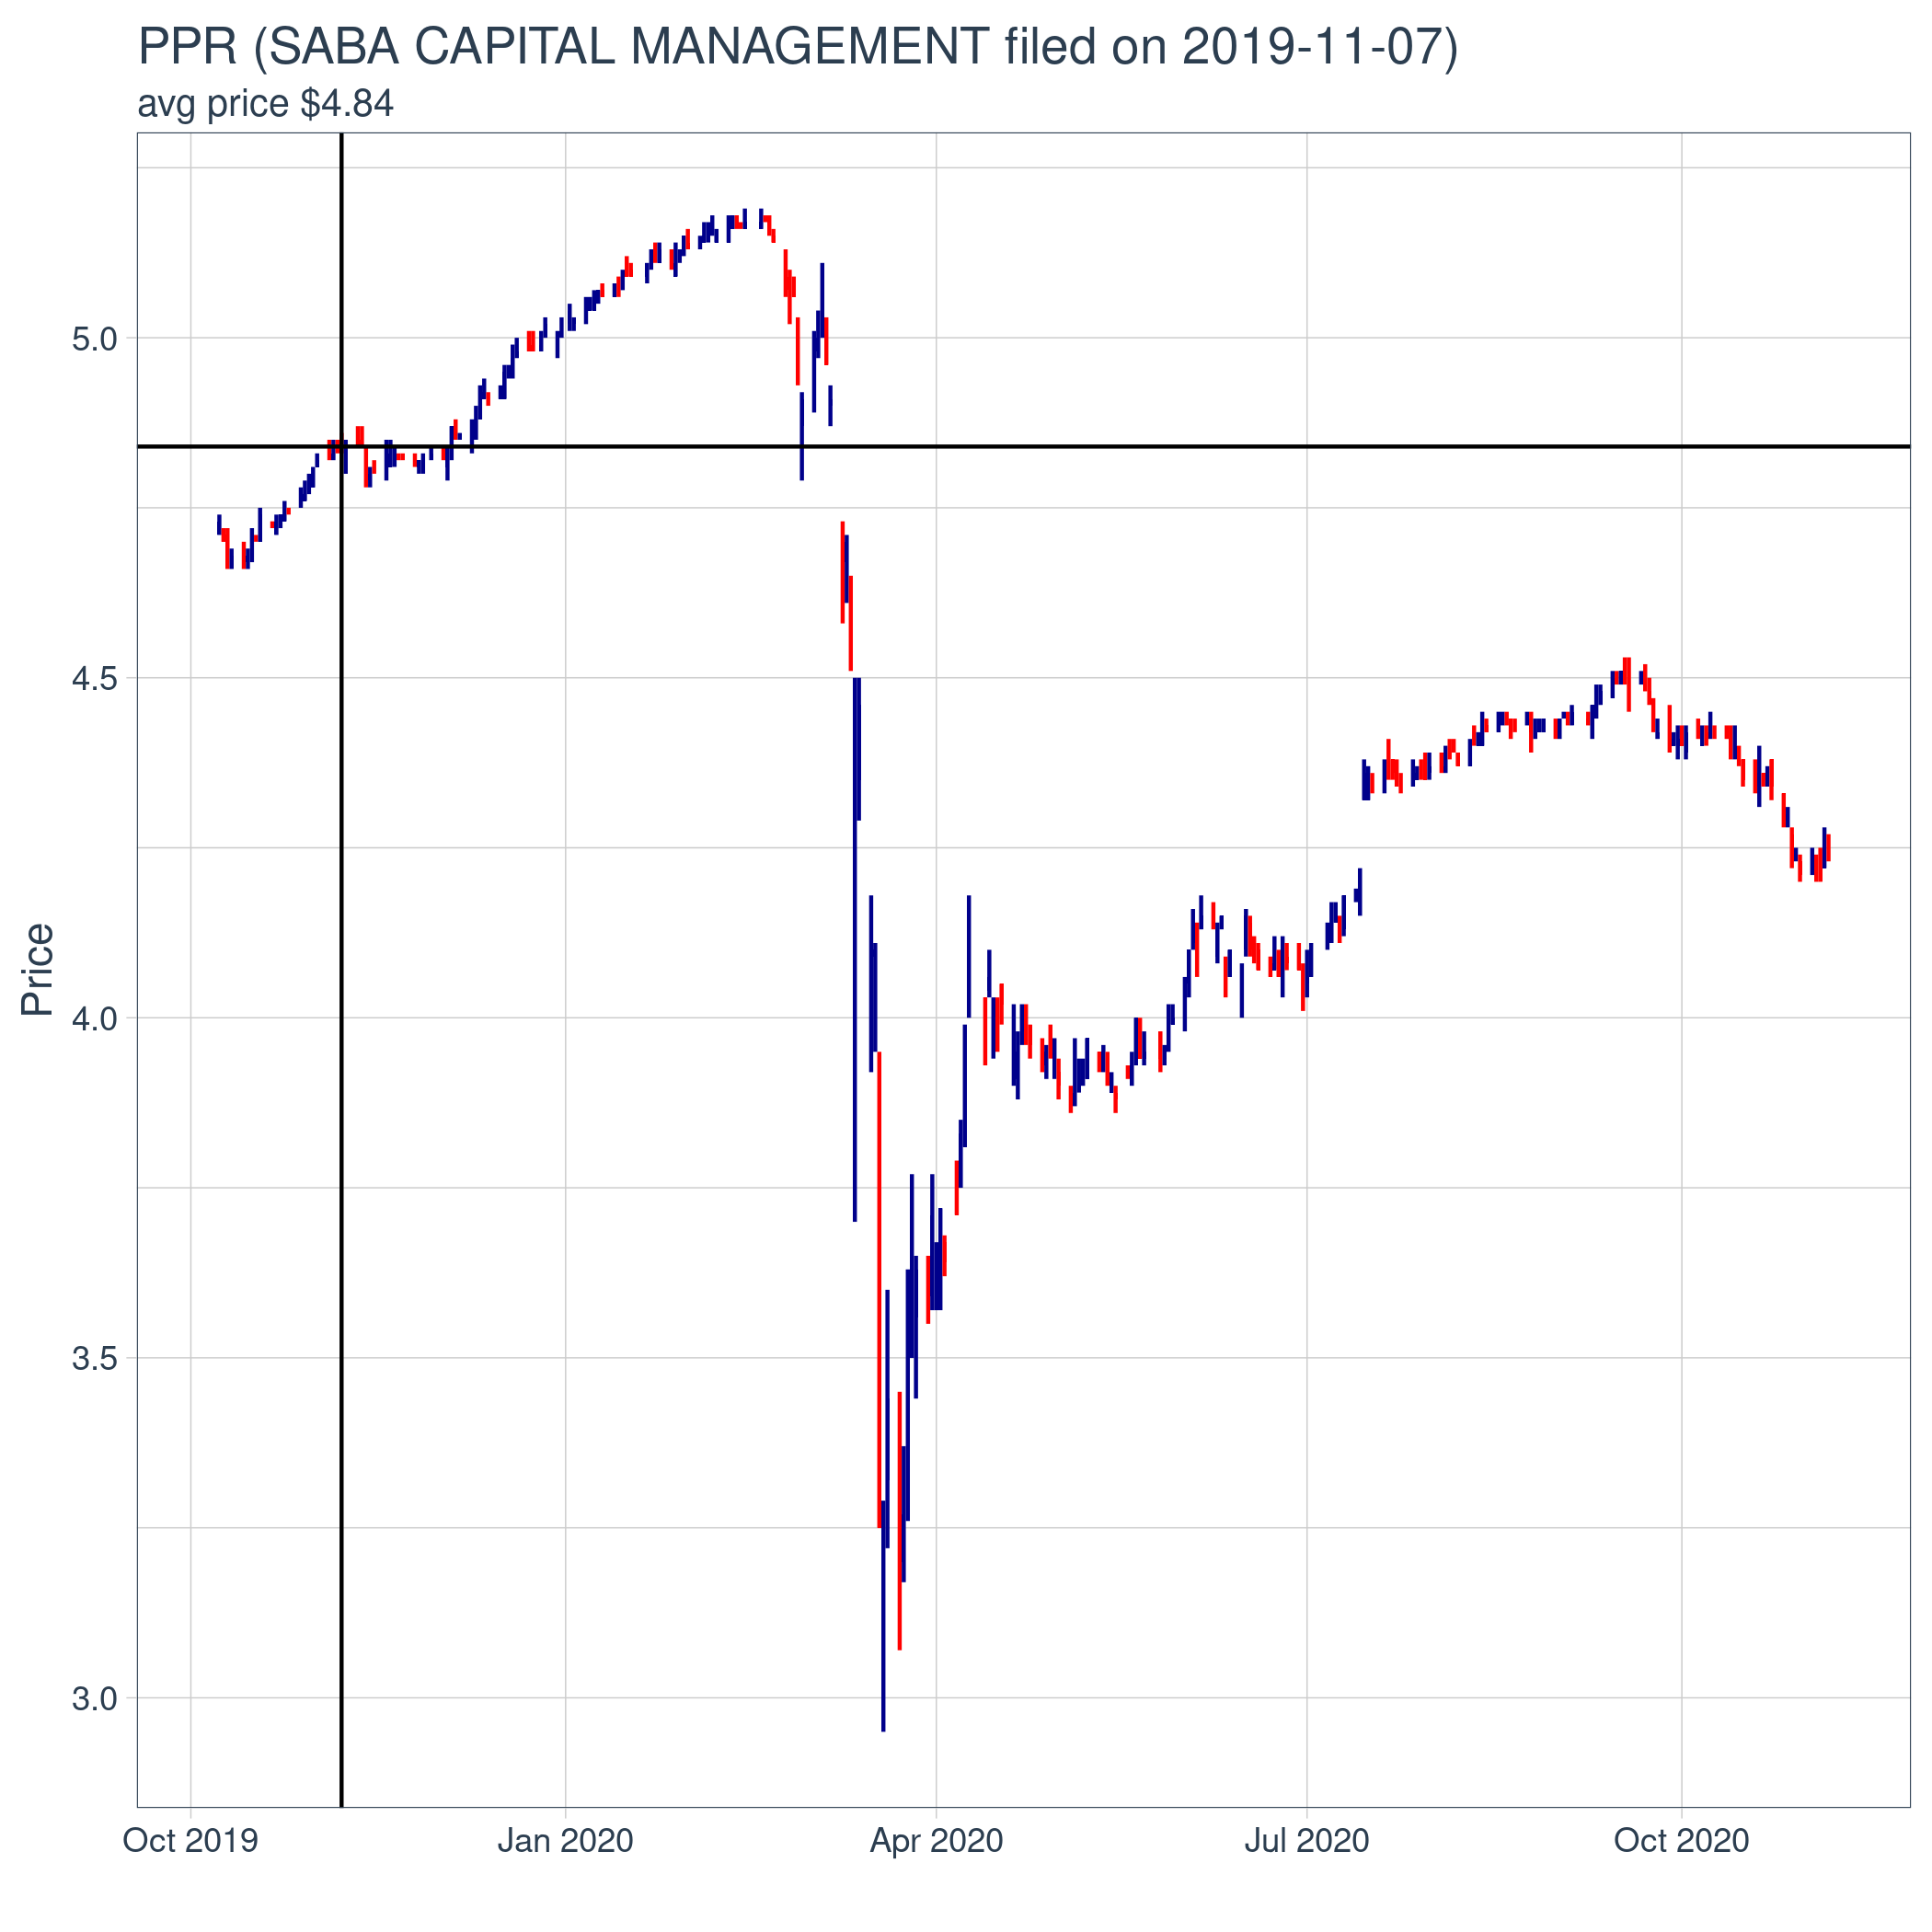 PPR (SABA CAPITAL MANAGEMENT filed on 2019-11-07)
avg price $4.84
Price
5.0
4.5
4.0
3.5
3.0
Oct 2019 Jan 2020 Apr 2020 Jul 2020 Oct 2020